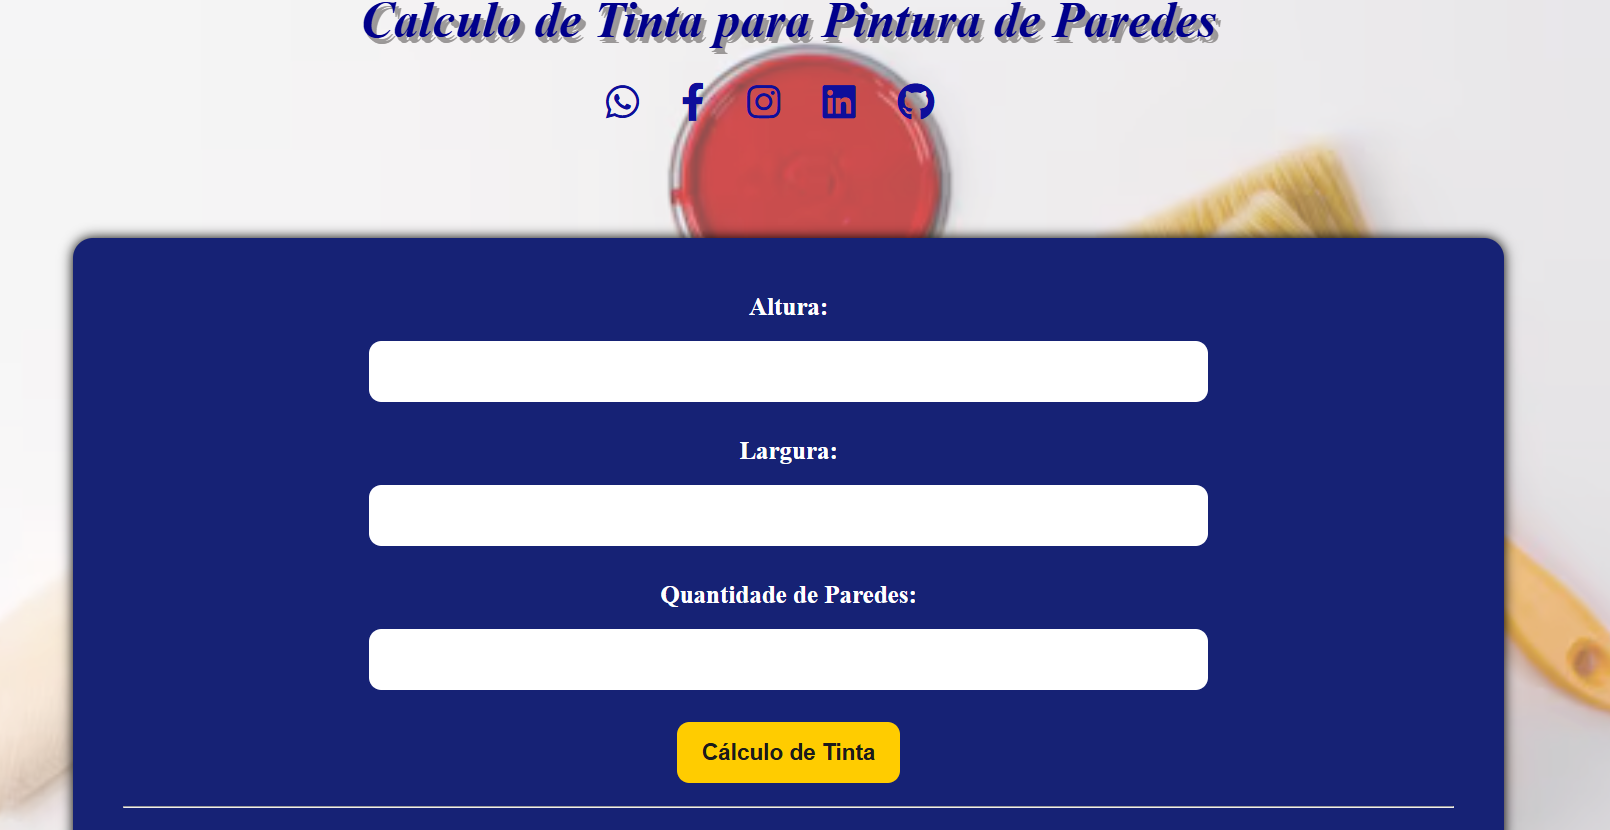 Calculo de Tinta para Pintura de Paredes
Altura:
Largura:
Quantidade de Paredes:
Cálculo de Tinta